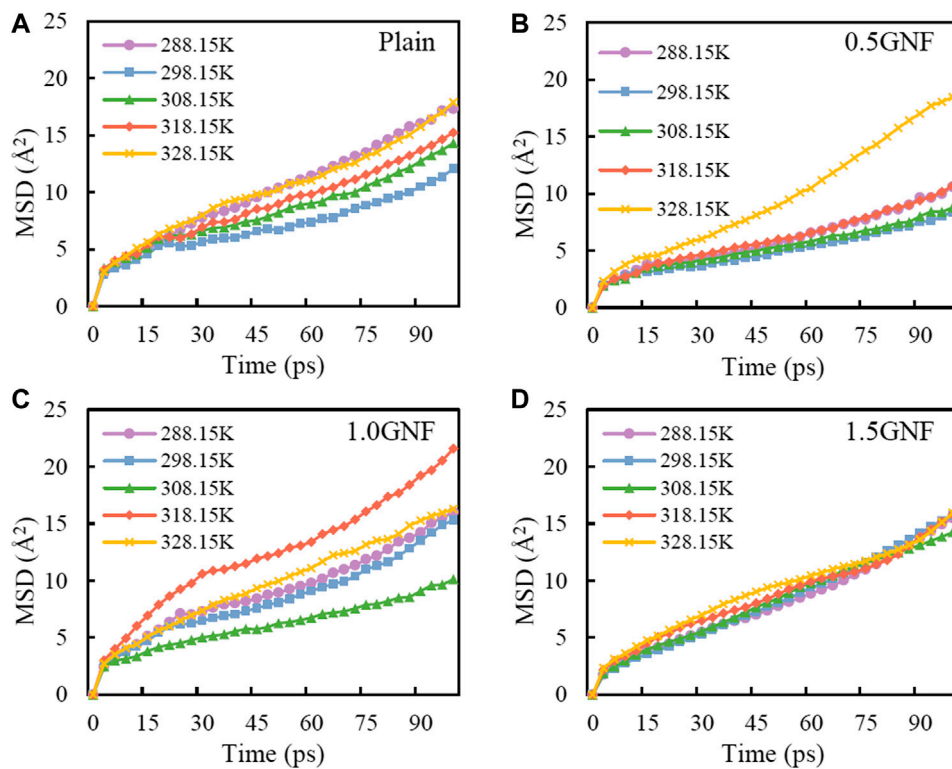 A
Plain
288.15K
298.15K
308.15K
318.15K
328.15K
MSD (Å²)
25
20
15
10
5
0
0 15 30 45 60 75 90
Time (ps)
B
0.5GNF
288.15K
298.15K
308.15K
318.15K
328.15K
MSD (Å²)
25
20
15
10
5
0
0 15 30 45 60 75 90
Time (ps)
C
1.0GNF
288.15K
298.15K
308.15K
318.15K
328.15K
MSD (Å²)
25
20
15
10
5
0
0 15 30 45 60 75 90
Time (ps)
D
1.5GNF
288.15K
298.15K
308.15K
318.15K
328.15K
MSD (Å²)
25
20
15
10
5
0
0 15 30 45 60 75 90
Time (ps)